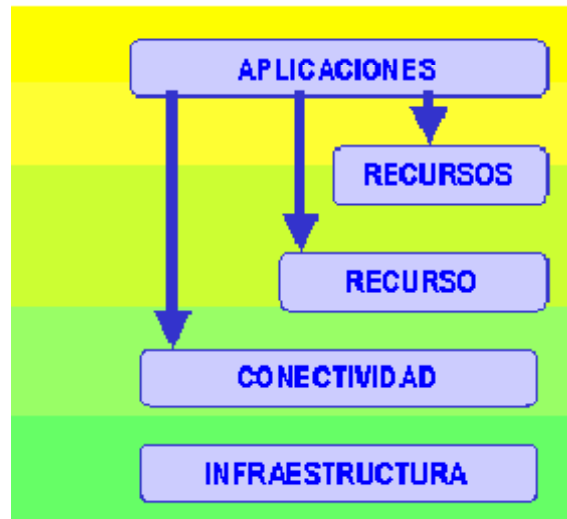 APLICACIONES
RECURSOS
RECURSO
CONECTIVIDAD
INFRAESTRUCTURA